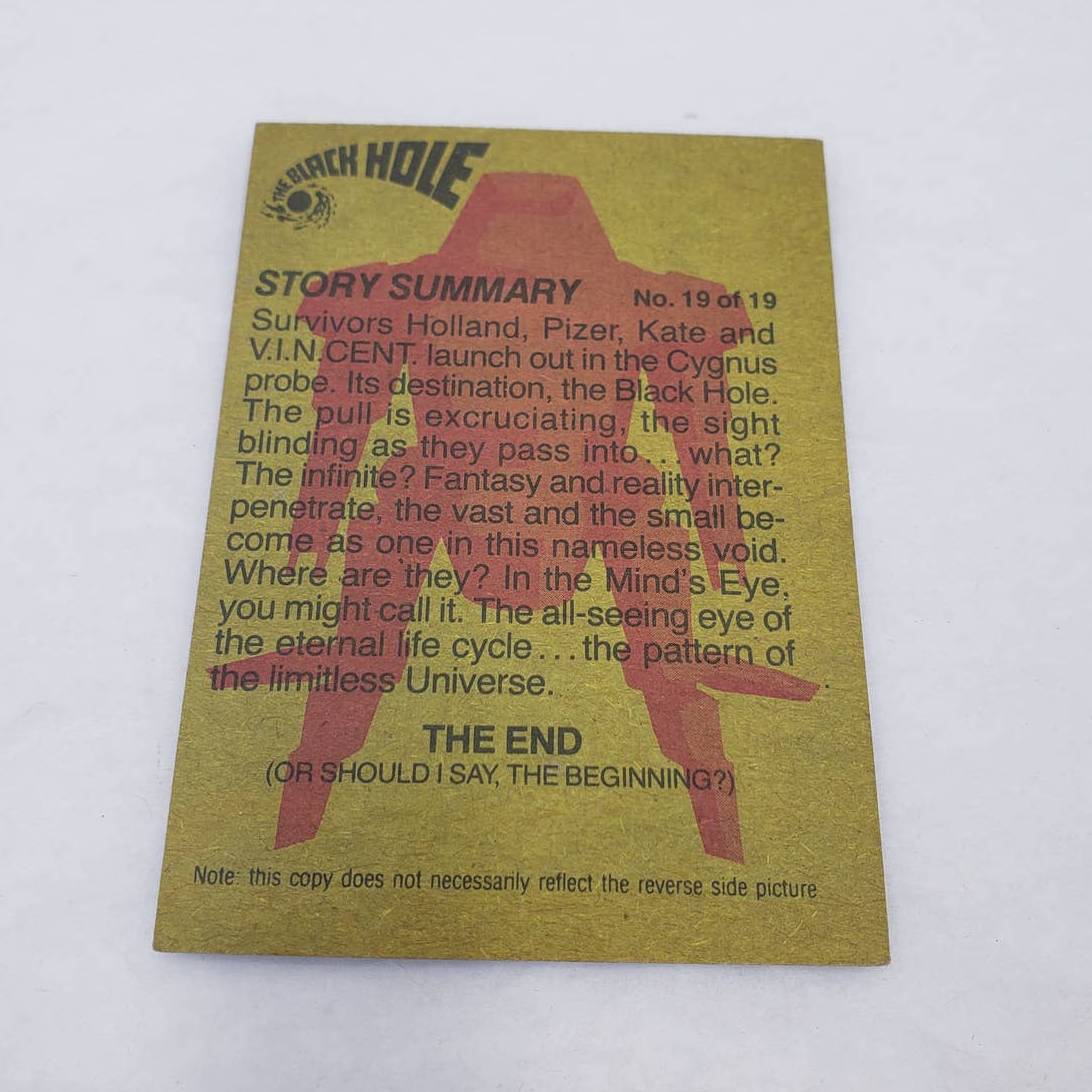 THE BLACK HOLE
STORY SUMMARY No. 19 of 19
Survivors Holland, Pizer, Kate and
V.I.N.CENT. launch out in the Cygnus
probe. Its destination, the Black Hole.
The pull is excruciating, the sight
blinding as they pass into... what?
The infinite? Fantasy and reality inter-
penetrate, the vast and the small be-
come as one in this nameless void.
Where are they? In the Mind's Eye,
you might call it. The all-seeing eye of
the eternal life cycle...the pattern of
the limitless Universe.
THE END
(OR SHOULD I SAY, THE BEGINNING?)
Note: this copy does not necessarily reflect the reverse side picture